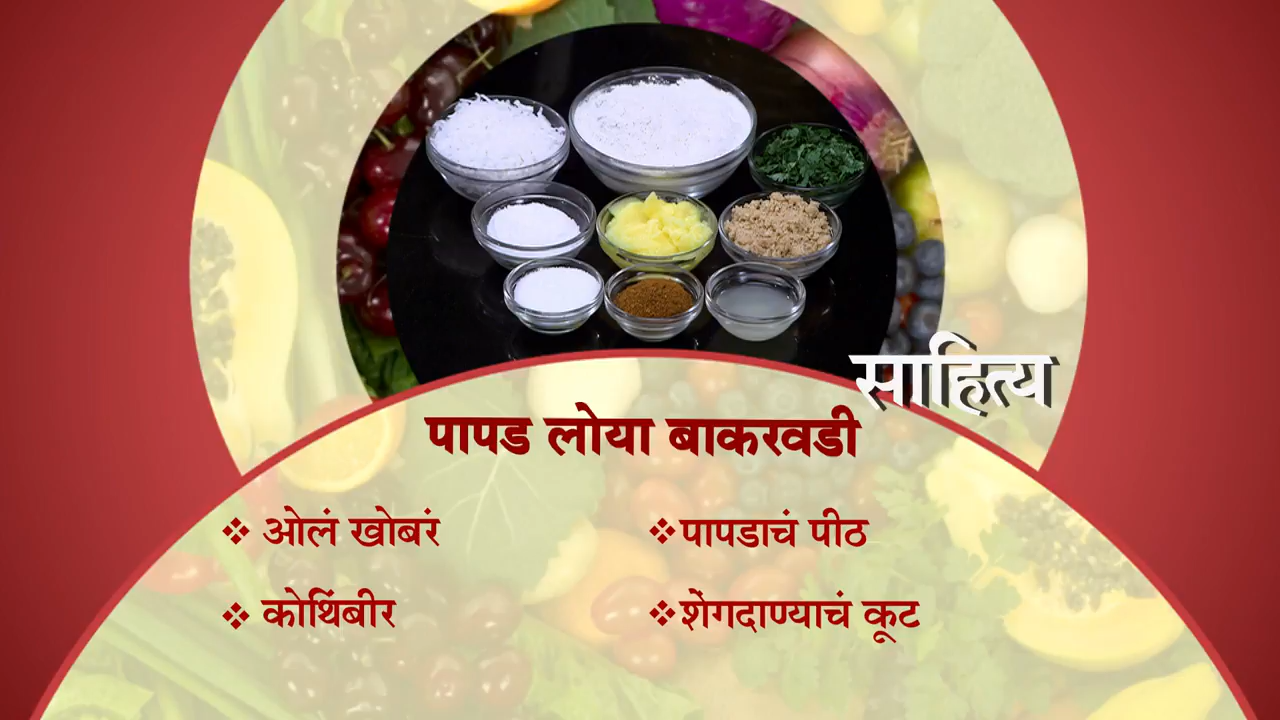 साहित्य
पापड लोया बाकरवडी
❖ ओलं खोबरं
❖ पापडाचं पीठ
❖ कोथिंबीर
❖ शेंगदाण्याचं कूट